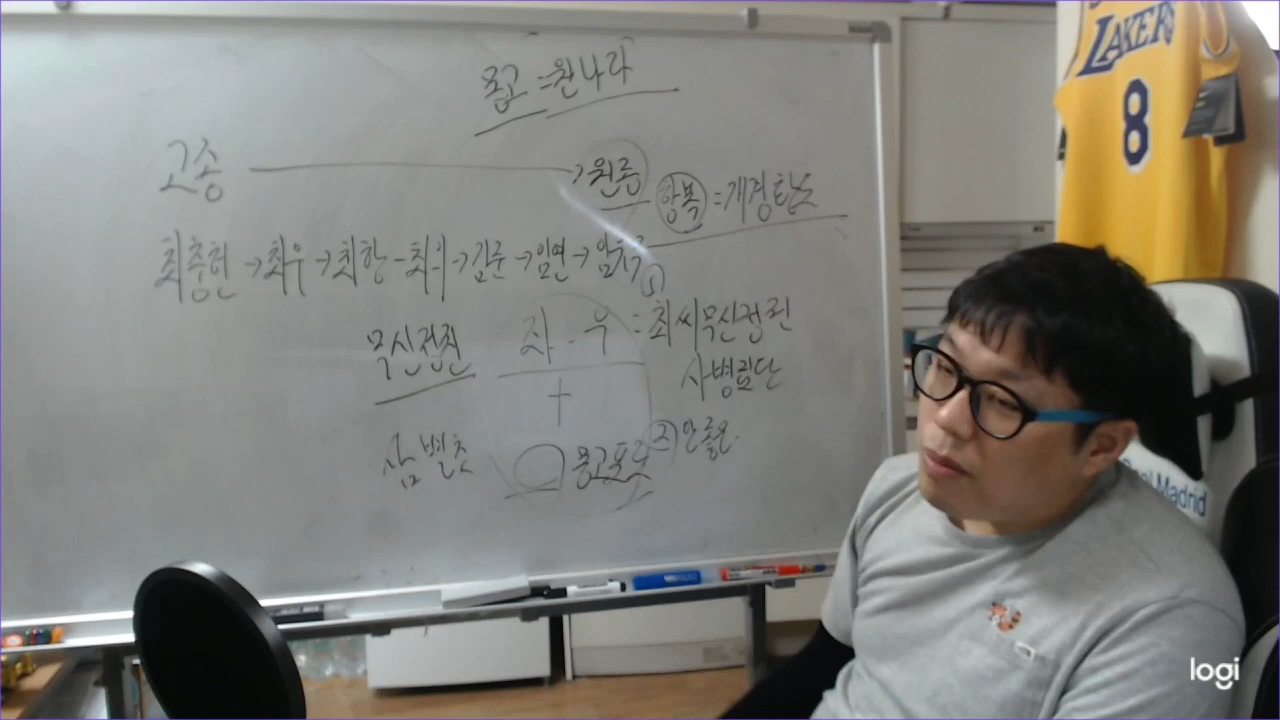 몽고=원나라
고종 → 원종
항복=개경환도
최충헌→최우→최항-최의→김준→임연→임유무
무신정권 좌·우 = 최씨무신정권
사병집단
+
삼별초 몽고포로
LAKERS
8
Real Madrid
logi